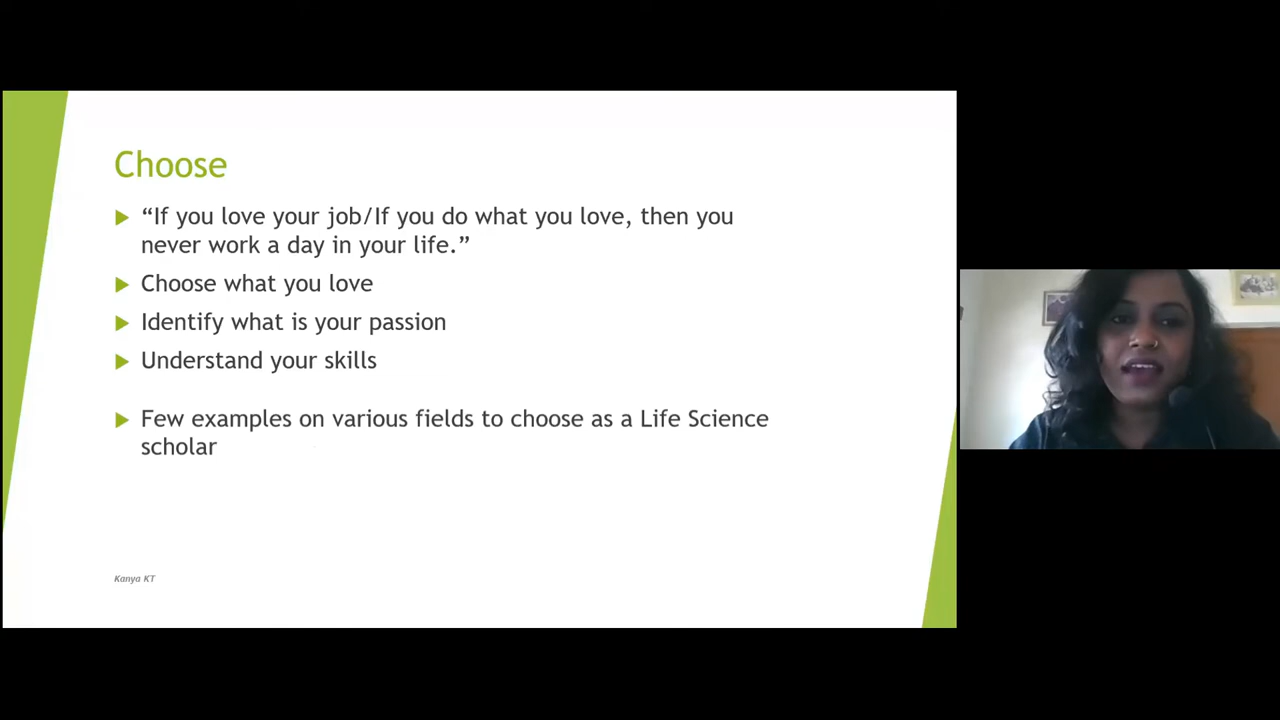 Choose
“If you love your job/If you do what you love, then you
never work a day in your life.”
Choose what you love
Identify what is your passion
Understand your skills
Few examples on various fields to choose as a Life Science
scholar
Kanya KT